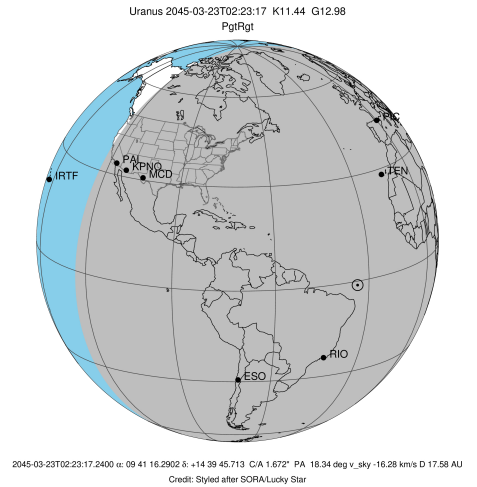 Uranus 2045-03-23T02:23:17 K11.44 G12.98
PgtRgt
PIC
PAL
KPNO
MCD
IRTF
TEN
RIO
ESO
2045-03-23T02:23:17.2400 α: 09 41 16.2902 δ: +14 39 45.713 C/A 1.672" PA 18.34 deg v_sky -16.28 km/s D 17.58 AU
Credit: Styled after SORA/Lucky Star